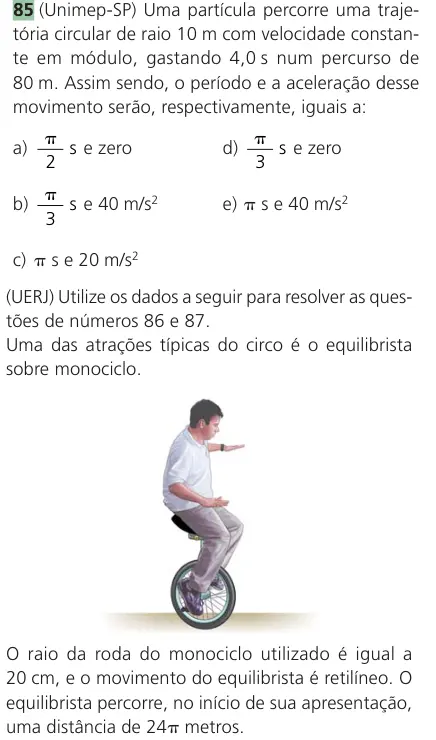 85 (Unimep-SP) Uma partícula percorre uma traje-
tória circular de raio 10 m com velocidade constan-
te em módulo, gastando 4,0 s num percurso de
80 m. Assim sendo, o período e a aceleração desse
movimento serão, respectivamente, iguais a:
a) π/2 s e zero
d) π/3 s e zero
b) π/3 s e 40 m/s²
e) π s e 40 m/s²
c) π s e 20 m/s²
(UERJ) Utilize os dados a seguir para resolver as ques-
tões de números 86 e 87.
Uma das atrações típicas do circo é o equilibrista
sobre monociclo.
O raio da roda do monociclo utilizado é igual a
20 cm, e o movimento do equilibrista é retilíneo. O
equilibrista percorre, no início de sua apresentação,
uma distância de 24π metros.